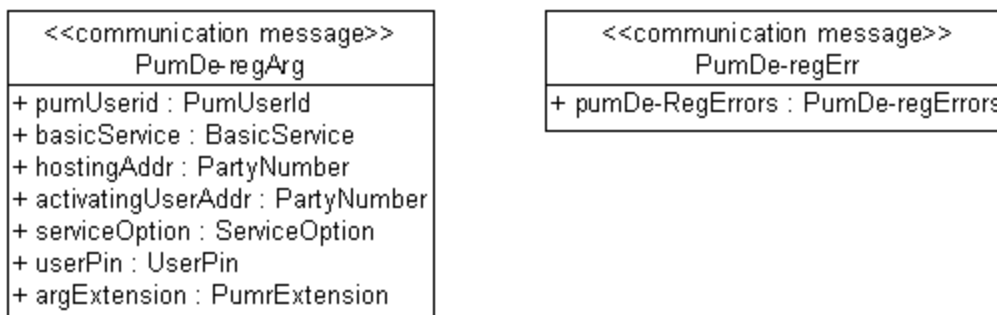 <<communication message>>
PumDe-regArg
+ pumUserid : PumUserId
+ basicService : BasicService
+ hostingAddr : PartyNumber
+ activatingUserAddr : PartyNumber
+ serviceOption : ServiceOption
+ userPin : UserPin
+ argExtension : PumrExtension
<<communication message>>
PumDe-regErr
+ pumDe-RegErrors : PumDe-regErrors